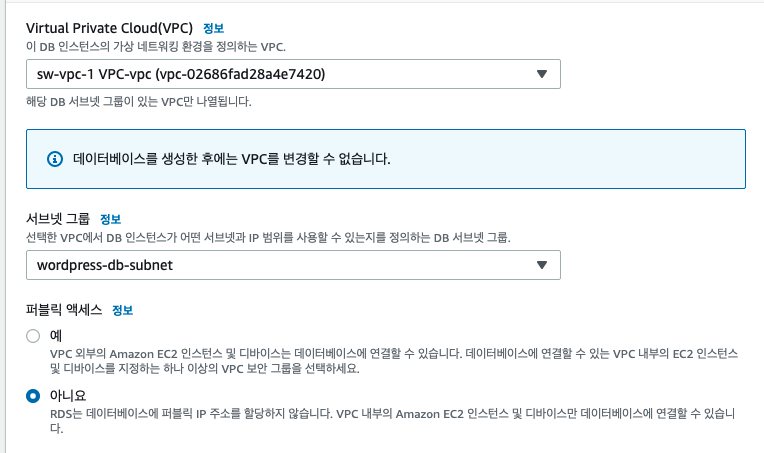 Virtual Private Cloud(VPC) 정보
이 DB 인스턴스의 가상 네트워킹 환경을 정의하는 VPC.
sw-vpc-1 VPC-vpc (vpc-02686fad28a4e7420)
해당 DB 서브넷 그룹이 있는 VPC만 나열됩니다.
데이터베이스를 생성한 후에는 VPC를 변경할 수 없습니다.
서브넷 그룹 정보
선택한 VPC에서 DB 인스턴스가 어떤 서브넷과 IP 범위를 사용할 수 있는지를 정의하는 DB 서브넷 그룹.
wordpress-db-subnet
퍼블릭 액세스 정보
예
VPC 외부의 Amazon EC2 인스턴스 및 디바이스는 데이터베이스에 연결할 수 있습니다. 데이터베이스에 연결할 수 있는 VPC 내부의 EC2 인스턴스
및 디바이스를 지정하는 하나 이상의 VPC 보안 그룹을 선택하세요.
아니요
RDS는 데이터베이스에 퍼블릭 IP 주소를 할당하지 않습니다. VPC 내부의 Amazon EC2 인스턴스 및 디바이스만 데이터베이스에 연결할 수 있습니
다.